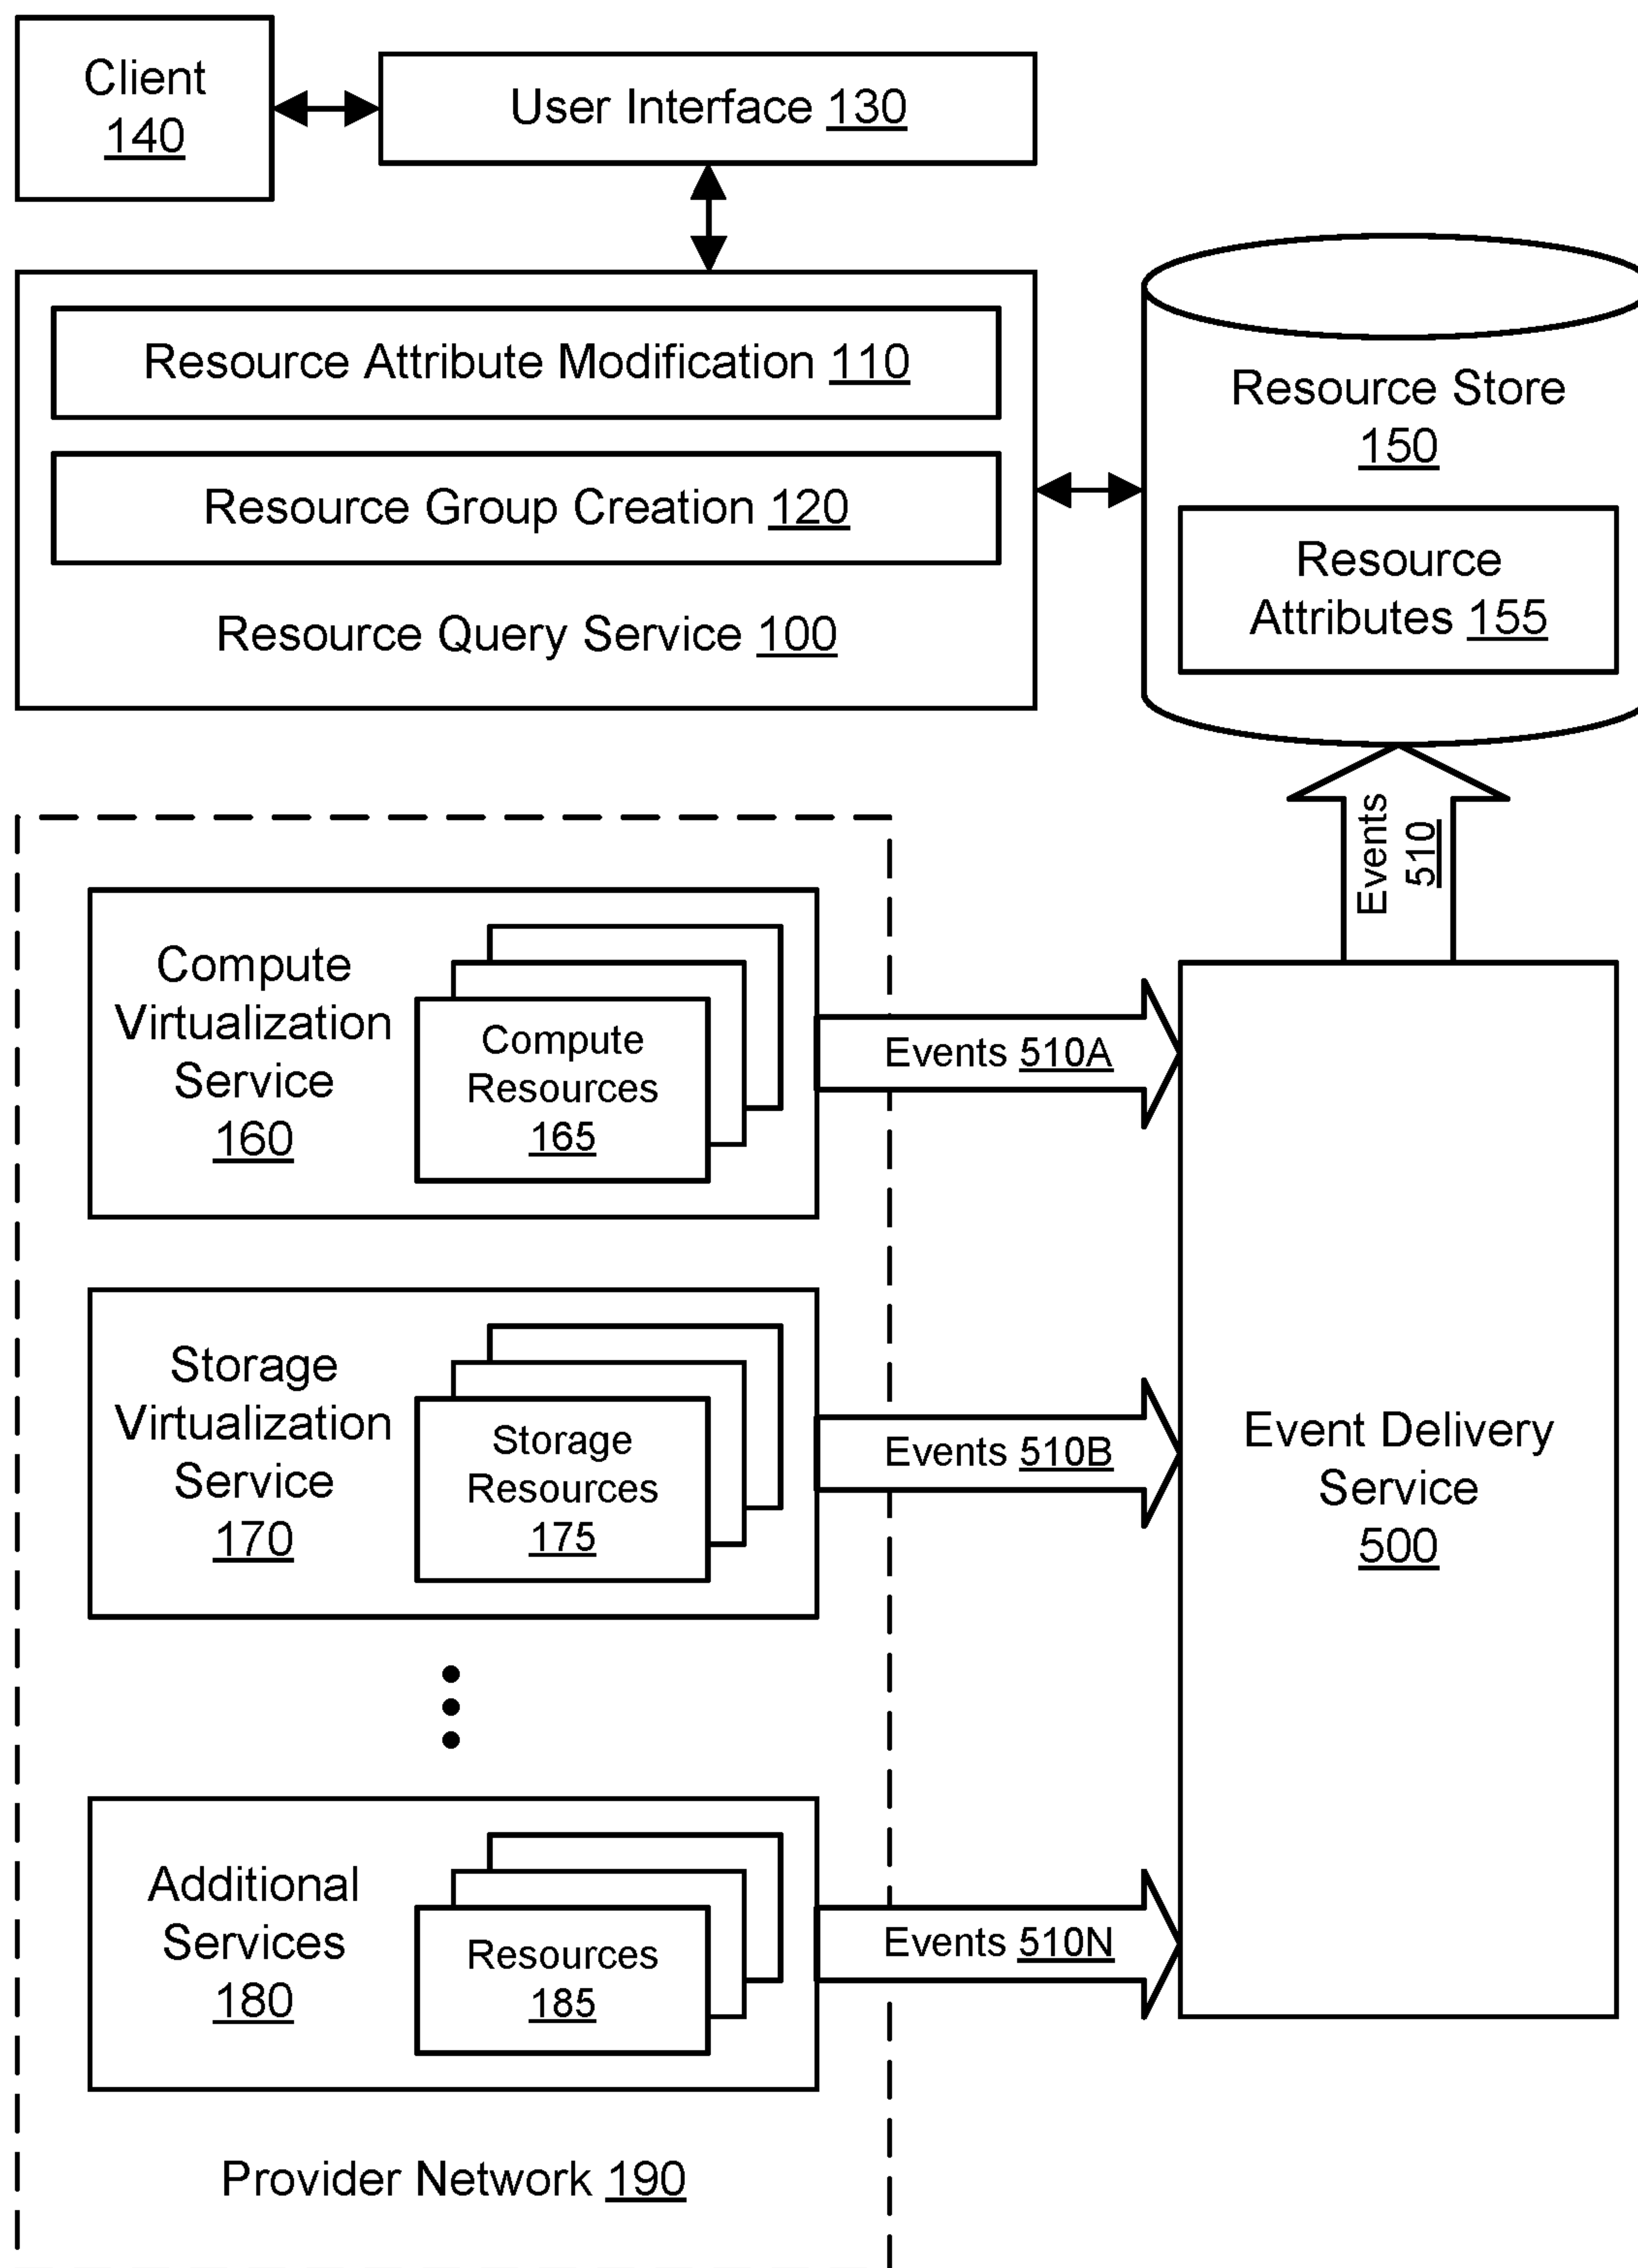 Client
140
User Interface 130
Resource Attribute Modification 110
Resource Group Creation 120
Resource Query Service 100
Resource Store
150
Resource
Attributes 155
Events
510
Compute
Virtualization
Service
160
Compute
Resources
165
Events 510A
Storage
Virtualization
Service
170
Storage
Resources
175
Events 510B
Event Delivery
Service
500
Additional
Services
180
Resources
185
Events 510N
Provider Network 190